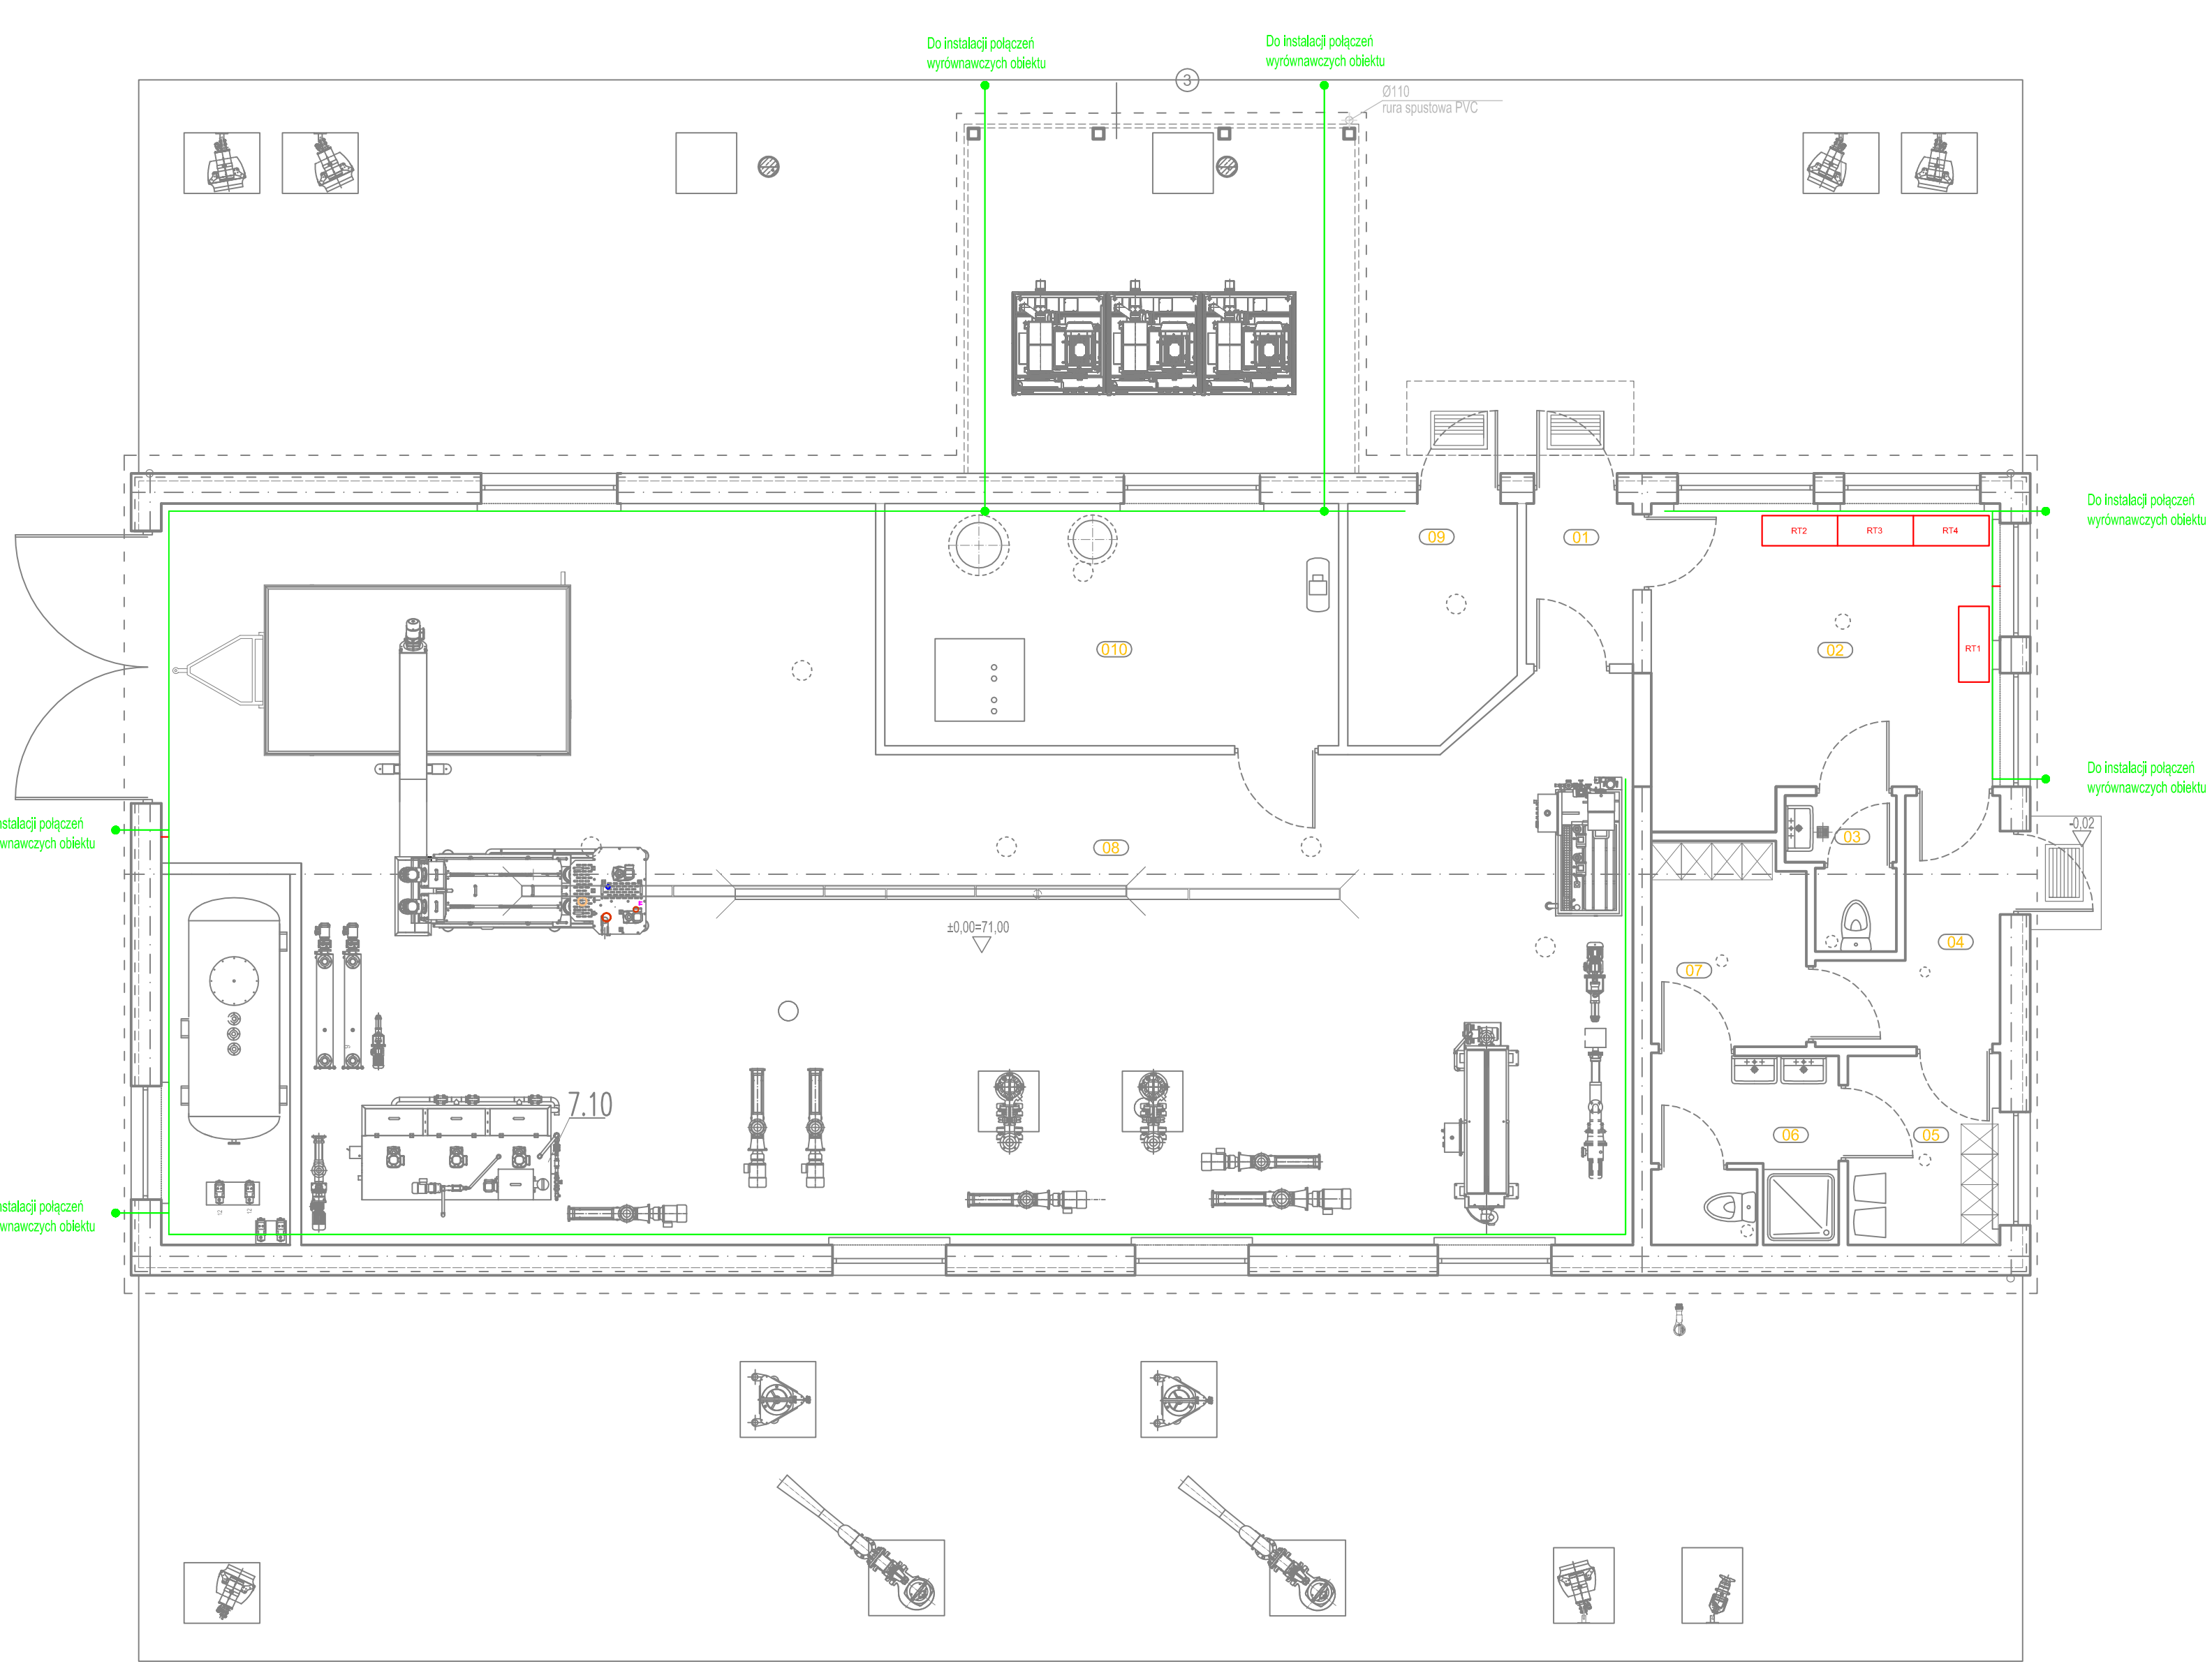 Do instalacji połączeń
wyrównawczych obiektu
Do instalacji połączeń
wyrównawczych obiektu
3
Ø110
rura spustowa PVC
Do instalacji połączeń
wyrównawczych obiektu
RT2
RT3
RT4
09
01
010
02
RT1
Do instalacji połączeń
wyrównawczych obiektu
-0,02
nstalacji połączeń
wnawczych obiektu
08
03
±0,00=71,00
04
07
7.10
06
05
nstalacji połączeń
wnawczych obiektu